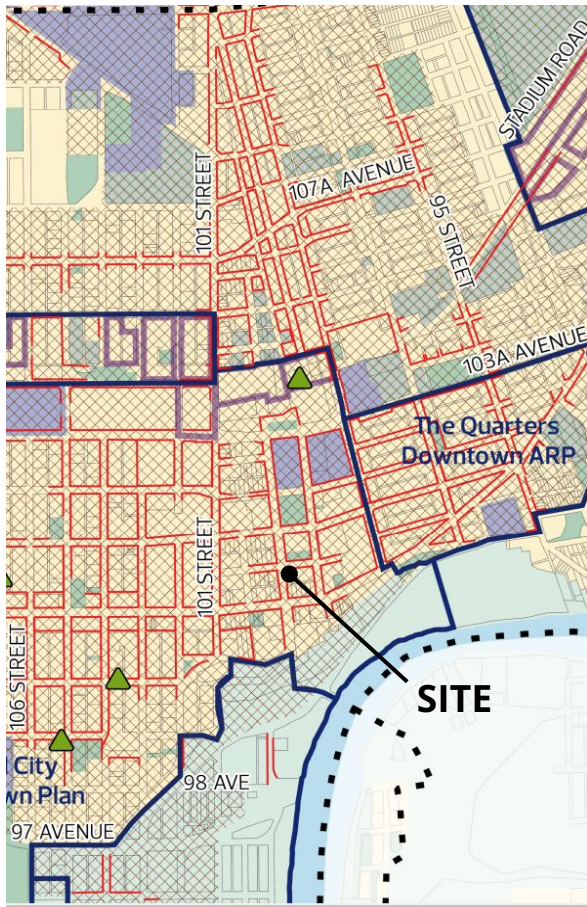 STADIUM ROAD
101 STREET
107A AVENUE
95 STREET
103A AVENUE
The Quarters
Downtown ARP
101 STREET
106 STREET
SITE
City
wn Plan
98 AVE
97 AVENUE